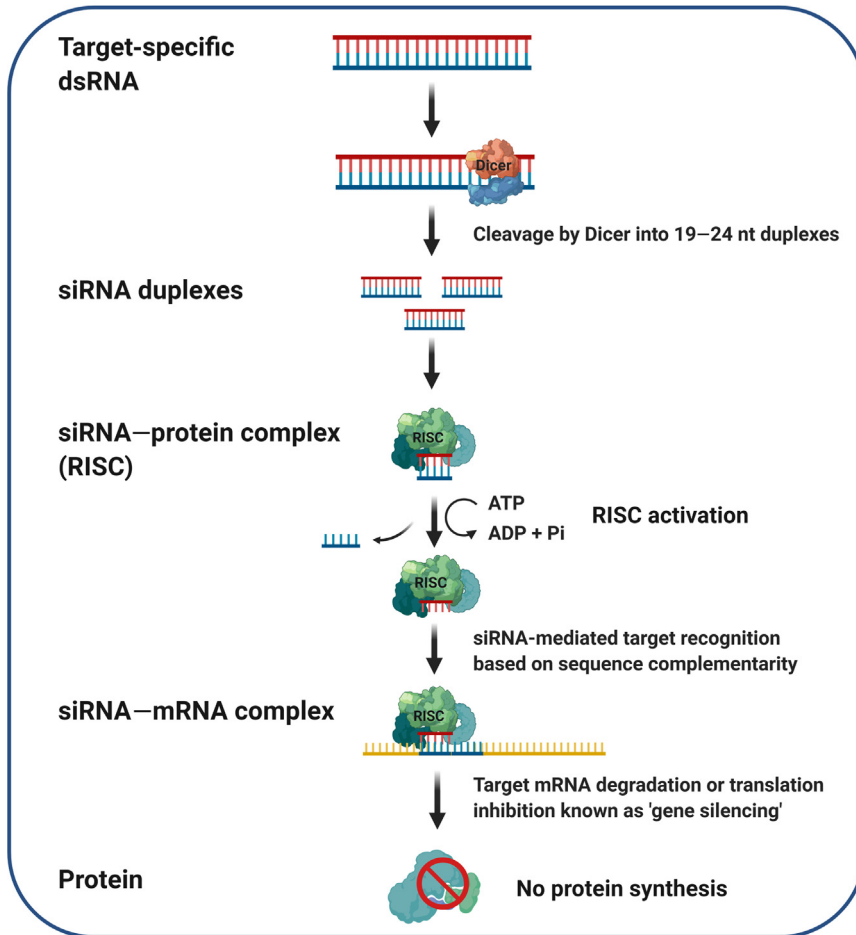 Target-specific
dsRNA
Dicer
Cleavage by Dicer into 19–24 nt duplexes
siRNA duplexes
siRNA–protein complex
(RISC)
RISC
ATP
ADP + Pi
RISC activation
RISC
siRNA-mediated target recognition
based on sequence complementarity
siRNA–mRNA complex
RISC
Target mRNA degradation or translation
inhibition known as 'gene silencing'
Protein
No protein synthesis